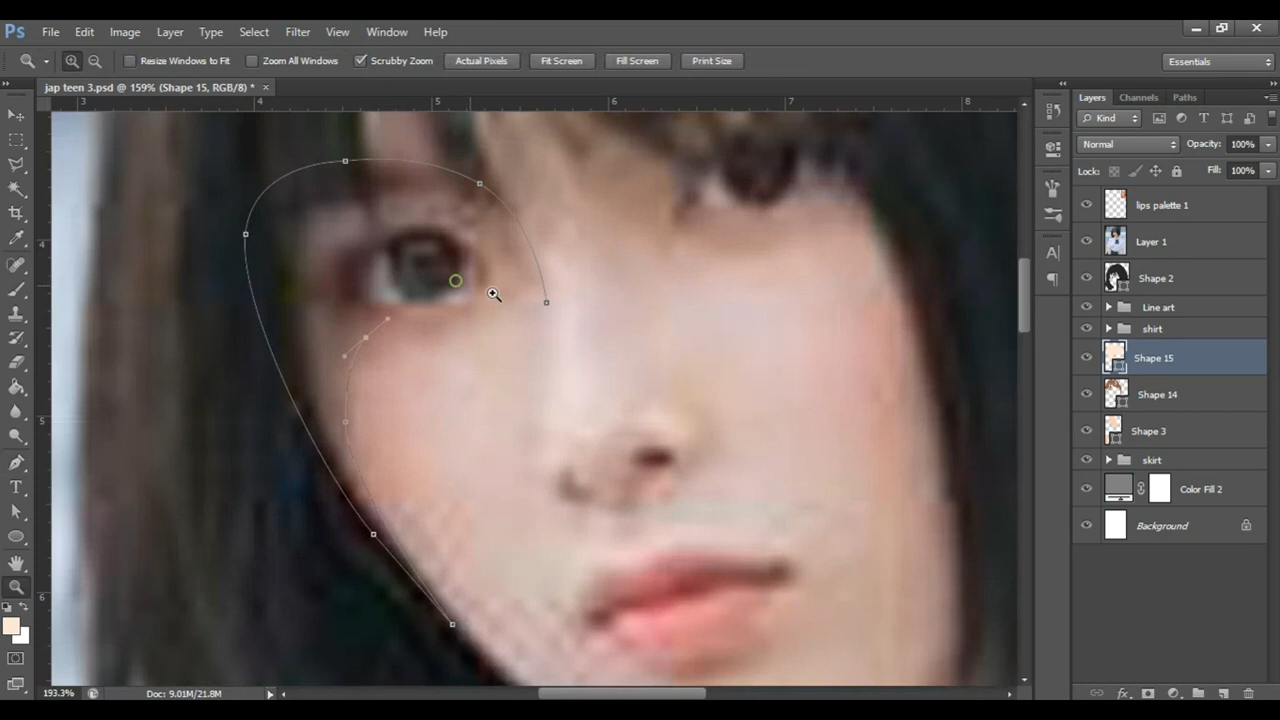 Ps File Edit Image Layer Type Select Filter View Window Help
Resize Windows to Fit Zoom All Windows Scrubby Zoom Actual Pixels Fit Screen Fill Screen Print Size Essentials
jap teen 3.psd @ 159% (Shape 15, RGB/8) * ×
3 4 5 6 7 8
4
5
6
Layers Channels Paths
Kind
Normal Opacity: 100%
Lock: Fill: 100%
lips palette 1
Layer 1
Shape 2
Line art
shirt
Shape 15
Shape 14
Shape 3
skirt
Color Fill 2
Background
193.3% Doc: 9.01M/21.8M